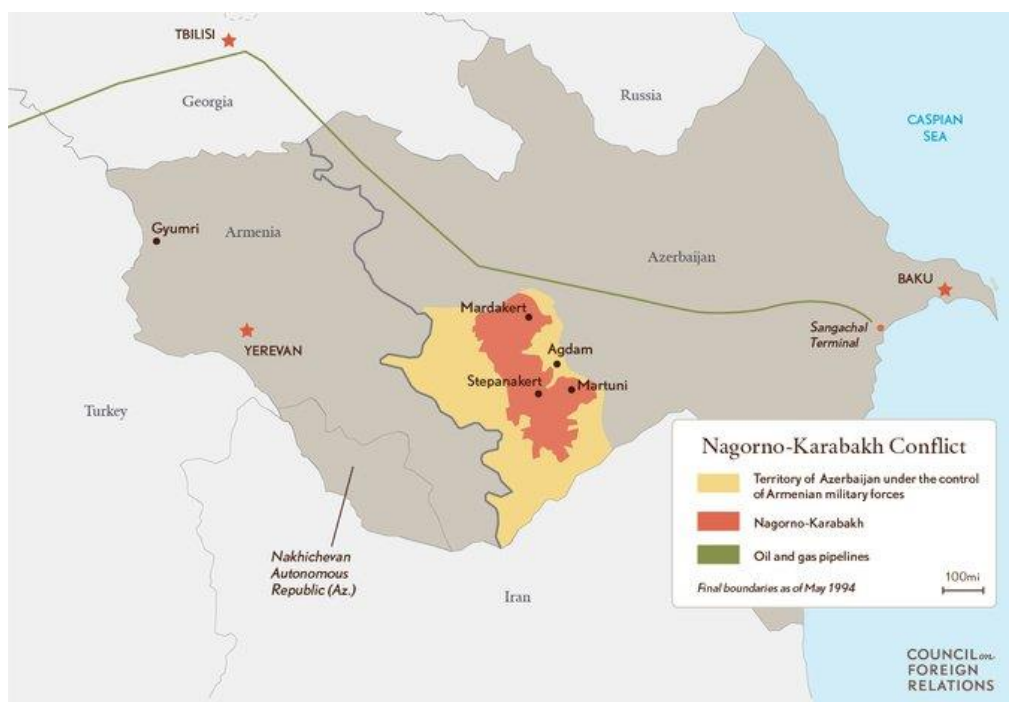 TBILISI
Georgia
Russia
CASPIAN
SEA
Gyumri
Armenia
Azerbaijan
BAKU
Mardakert
Sangachal
Terminal
YEREVAN
Agdam
Stepanakert
Martuni
Turkey
Nagorno-Karabakh Conflict
Territory of Azerbaijan under the control
of Armenian military forces
Nagorno-Karabakh
Oil and gas pipelines
Final boundaries as of May 1994
100mi
Nakhichevan
Autonomous
Republic (Az.)
Iran
COUNCIL on
FOREIGN
RELATIONS